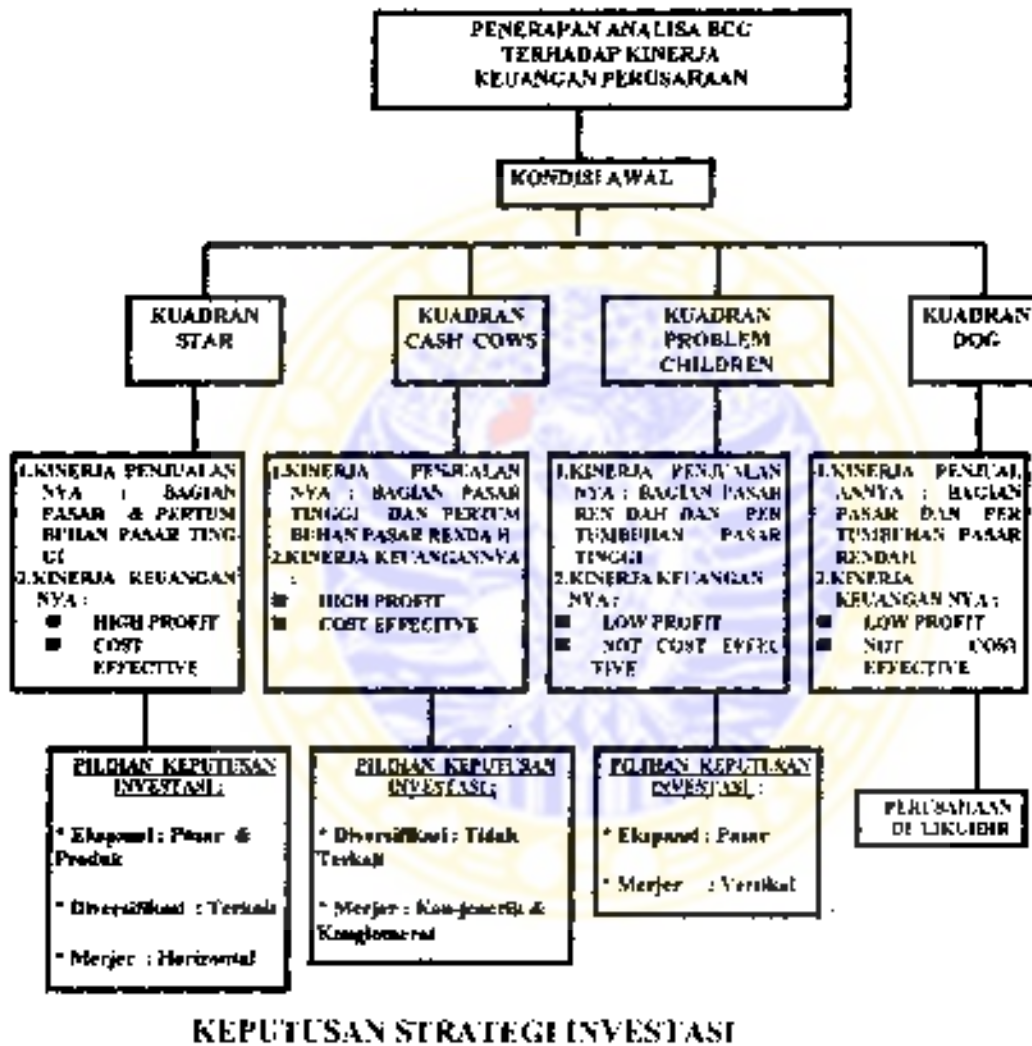 PENERAPAN ANALISA BCG
TERHADAP KINERJA
KEUANGAN PERUSAHAAN
KONDISI AWAL
KUADRAN
STAR
KUADRAN
CASH COWS
KUADRAN
PROBLEM
CHILDREN
KUADRAN
DOG
1.KINERJA PENJUALAN
NYA : BAGIAN
PASAR & PERTUM
BUHAN PASAR TING
GI
2.KINERJA KEUANGAN
NYA :
■ HIGH PROFIT
■ COST
EFFECTIVE
1.KINERJA PENJUALAN
NYA : BAGIAN PASAR
TINGGI DAN PERTUM
BUHAN PASAR RENDAH
2.KINERJA KEUANGANNYA
:
■ HIGH PROFIT
■ COST EFFECTIVE
1.KINERJA PENJUALAN
NYA : BAGIAN PASAR
REN DAH DAN PER
TUMBUHAN PASAR
TINGGI
2.KINERJA KEUANGAN
NYA :
■ LOW PROFIT
■ NOT COST EFFEC
TIVE
1.KINERJA PENJUAL
ANNYA : BAGIAN
PASAR DAN PER
TUMBUHAN PASAR
RENDAH
2.KINERJA
KEUANGAN NYA :
■ LOW PROFIT
■ NOT COST
EFFECTIVE
PILIHAN KEPUTUSAN
INVESTASI :
* Ekspansi : Pasar &
Produk
* Diversifikasi : Terkait
* Merjer : Horizontal
PILIHAN KEPUTUSAN
INVESTASI :
* Diversifikasi : Tidak
Terkait
* Merjer : Kon-jenerik &
Konglomerat
PILIHAN KEPUTUSAN
INVESTASI :
* Ekspansi : Pasar
* Merjer : Vertikal
PERUSAHAAN
DI LIKUIDIR
KEPUTUSAN STRATEGI INVESTASI